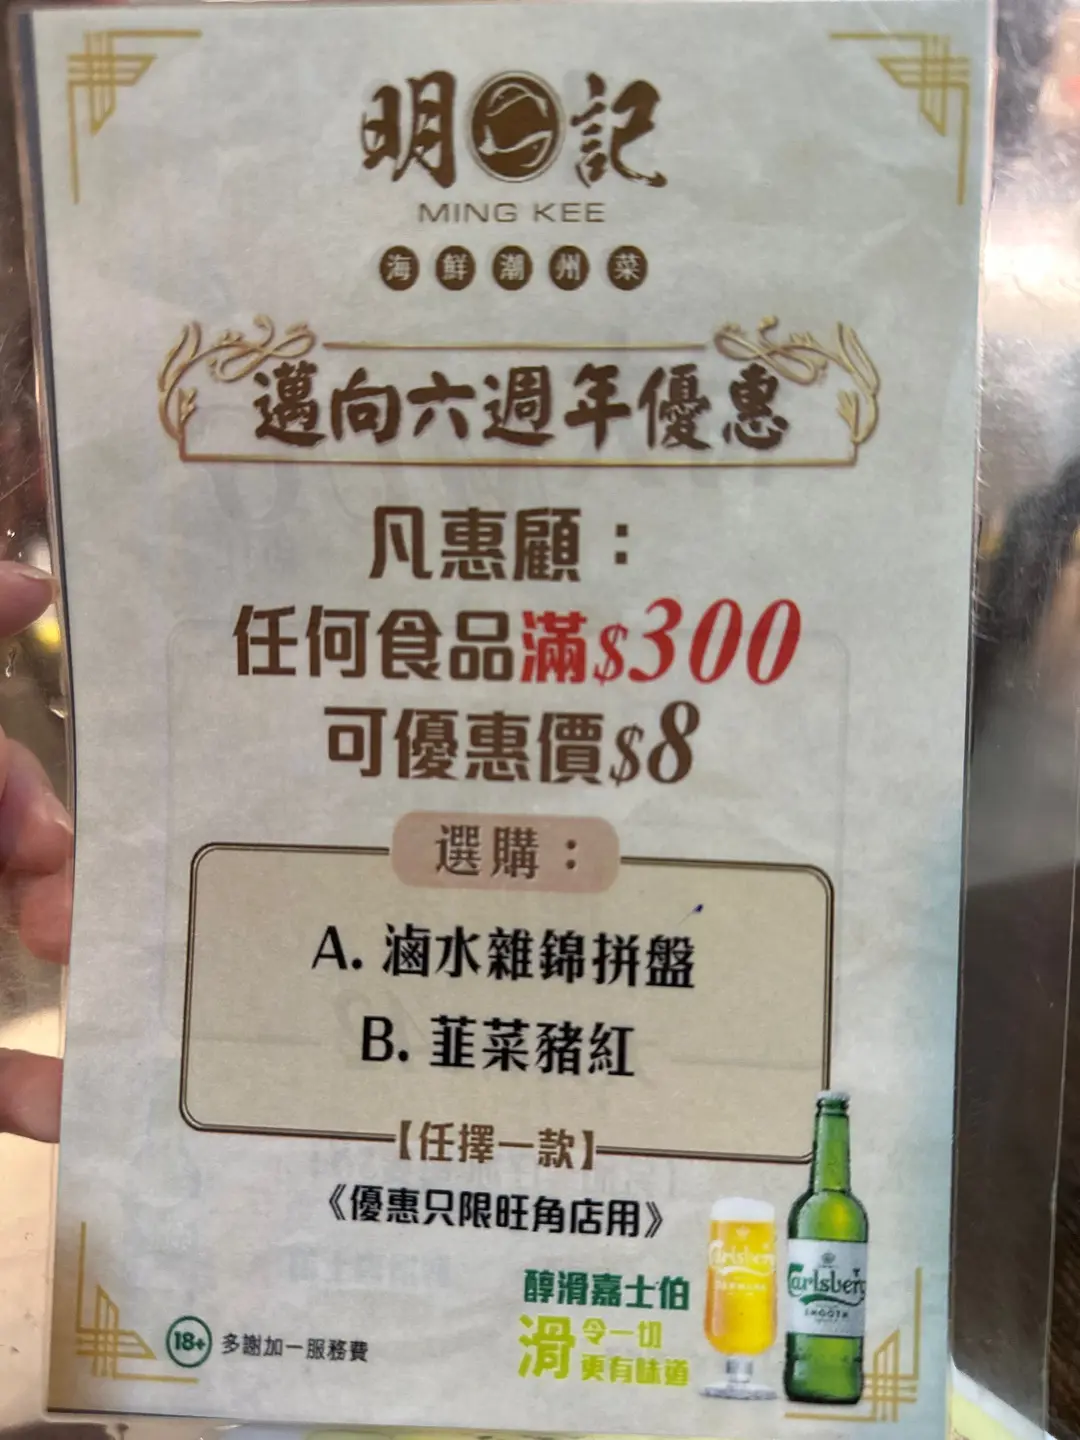 明記
MING KEE
海鮮潮州菜
邁向六週年優惠
凡惠顧：
任何食品滿$300
可優惠價$8
選購：
A. 滷水雜錦拼盤
B. 韮菜豬紅
【任擇一款】
《優惠只限旺角店用》
醇滑嘉士伯
滑令一切
更有味道
18+ 多謝加一服務費
Carlsberg
Carlsberg
SMOOTH